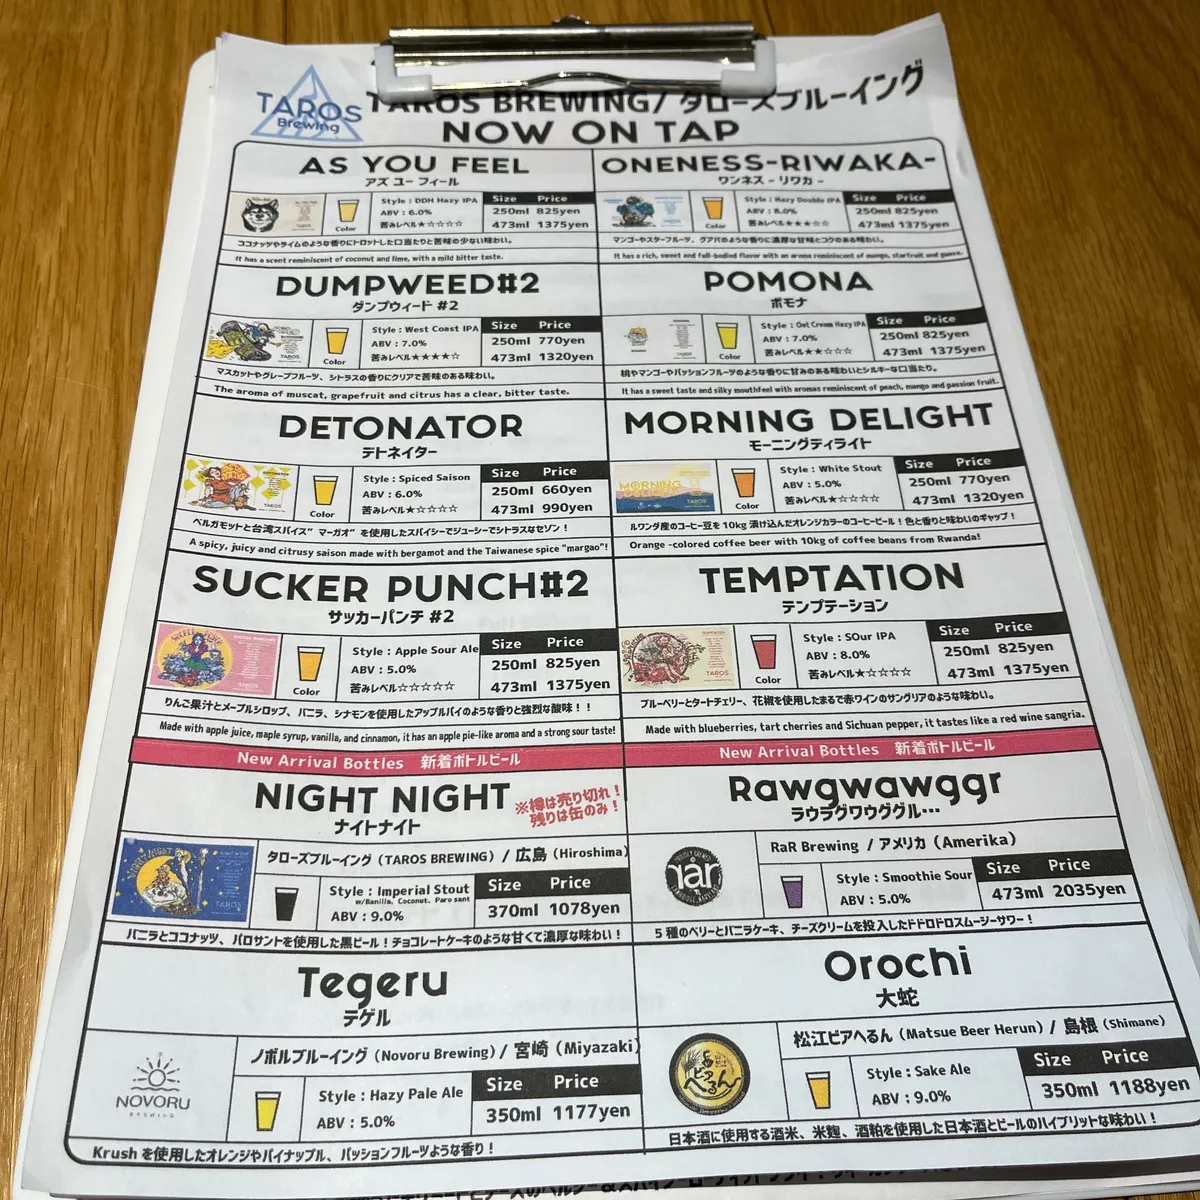 TAROS
Brewing
TAROS BREWING/ タローズブルーイング
NOW ON TAP
AS YOU FEEL
アズ ユー フィール
Color
Style : DDH Hazy IPA
ABV : 6.0%
苦みレベル★☆☆☆☆
Size Price
250ml 825yen
473ml 1375yen
ココナッツやライムのような香りにトロットした口当たりと苦味の少ない味わい。
It has a scent reminiscent of coconut and lime, with a mild bitter taste.
ONENESS-RIWAKA-
ワンネス - リワカ -
Color
Style : Hazy Double IPA
ABV : 8.0%
苦みレベル★★★☆☆
Size Price
250ml 825yen
473ml 1375yen
マンゴーやスターフルーツ、グアバのような香りに濃厚な甘味とコクのある味わい。
It has a rich, sweet and full-bodied flavor with an aroma reminiscent of mango, starfruit and guava.
DUMPWEED#2
ダンプウィード #2
TAROS
Color
Style : West Coast IPA
ABV : 7.0%
苦みレベル★★★★☆
Size Price
250ml 770yen
473ml 1320yen
マスカットやグレープフルーツ、シトラスの香りにクリアで苦味のある味わい。
The aroma of muscat, grapefruit and citrus has a clear, bitter taste.
POMONA
ポモナ
Color
Style : Oat Cream Hazy IPA
ABV : 7.0%
苦みレベル★★☆☆☆
Size Price
250ml 825yen
473ml 1375yen
桃やマンゴーやパッションフルーツのような香りに甘みのある味わいとシルキーな口当たり。
It has a sweet taste and silky mouthfeel with aromas reminiscent of peach, mango and passion fruit.
DETONATOR
デトネイター
TAROS
Color
Style : Spiced Saison
ABV : 6.0%
苦みレベル★☆☆☆☆
Size Price
250ml 660yen
473ml 990yen
ベルガモットと台湾スパイス” マーガオ” を使用したスパイシーでジューシーでシトラスなセゾン！
A spicy, juicy and citrusy saison made with bergamot and the Taiwanese spice "margao"!
MORNING DELIGHT
モーニングディライト
MORNING
DELIGHT
TAROS
Color
Style : White Stout
ABV : 5.0%
苦みレベル★☆☆☆☆
Size Price
250ml 770yen
473ml 1320yen
ルワンダ産のコーヒー豆を 10kg 漬け込んだオレンジカラーのコーヒービール！色と香りと味わいのギャップ！
Orange -colored coffee beer with 10kg of coffee beans from Rwanda!
SUCKER PUNCH#2
サッカーパンチ #2
TAROS
Color
Style : Apple Sour Ale
ABV : 5.0%
苦みレベル☆☆☆☆☆
Size Price
250ml 825yen
473ml 1375yen
りんご果汁とメープルシロップ、バニラ、シナモンを使用したアップルパイのような香りと強烈な酸味！！
Made with apple juice, maple syrup, vanilla, and cinnamon, it has an apple pie-like aroma and a strong sour taste!
TEMPTATION
テンプテーション
TAROS
Color
Style : SOur IPA
ABV : 8.0%
苦みレベル★☆☆☆☆
Size Price
250ml 825yen
473ml 1375yen
ブルーベリーとタートチェリー、花椒を使用したまるで赤ワインのサングリアのような味わい。
Made with blueberries, tart cherries and Sichuan pepper, it tastes like a red wine sangria.
New Arrival Bottles 新着ボトルビール
New Arrival Bottles 新着ボトルビール
NIGHT NIGHT
※樽は売り切れ！
残りは缶のみ！
ナイトナイト
NIGHT NIGHT
TAROS
タローズブルーイング（TAROS BREWING）/ 広島（Hiroshima）
Style : Imperial Stout
w/Banilla, Coconut, Paro sant
ABV : 9.0%
Size Price
370ml 1078yen
バニラとココナッツ、パロサントを使用した黒ビール！チョコレートケーキのような甘くて濃厚な味わい！
Rawgwawggr
ラウラグワウググル…
rar
RaR Brewing / アメリカ（Amerika）
Style : Smoothie Sour
ABV : 5.0%
Size Price
473ml 2035yen
5 種のベリーとバニラケーキ、チーズクリームを投入したドドロドロスムージーサワー！
Tegeru
テゲル
NOVORU
BREWING
ノボルブルーイング（Novoru Brewing）/ 宮崎（Miyazaki）
Style : Hazy Pale Ale
ABV : 5.0%
Size Price
350ml 1177yen
Krush を使用したオレンジやパイナップル、パッションフルーツような香り！
Orochi
大蛇
ビアへるん
松江ビアへるん（Matsue Beer Herun）/ 島根（Shimane）
Style : Sake Ale
ABV : 9.0%
Size Price
350ml 1188yen
日本酒に使用する酒米、米麹、酒粕を使用した日本酒とビールのハイブリットな味わい！